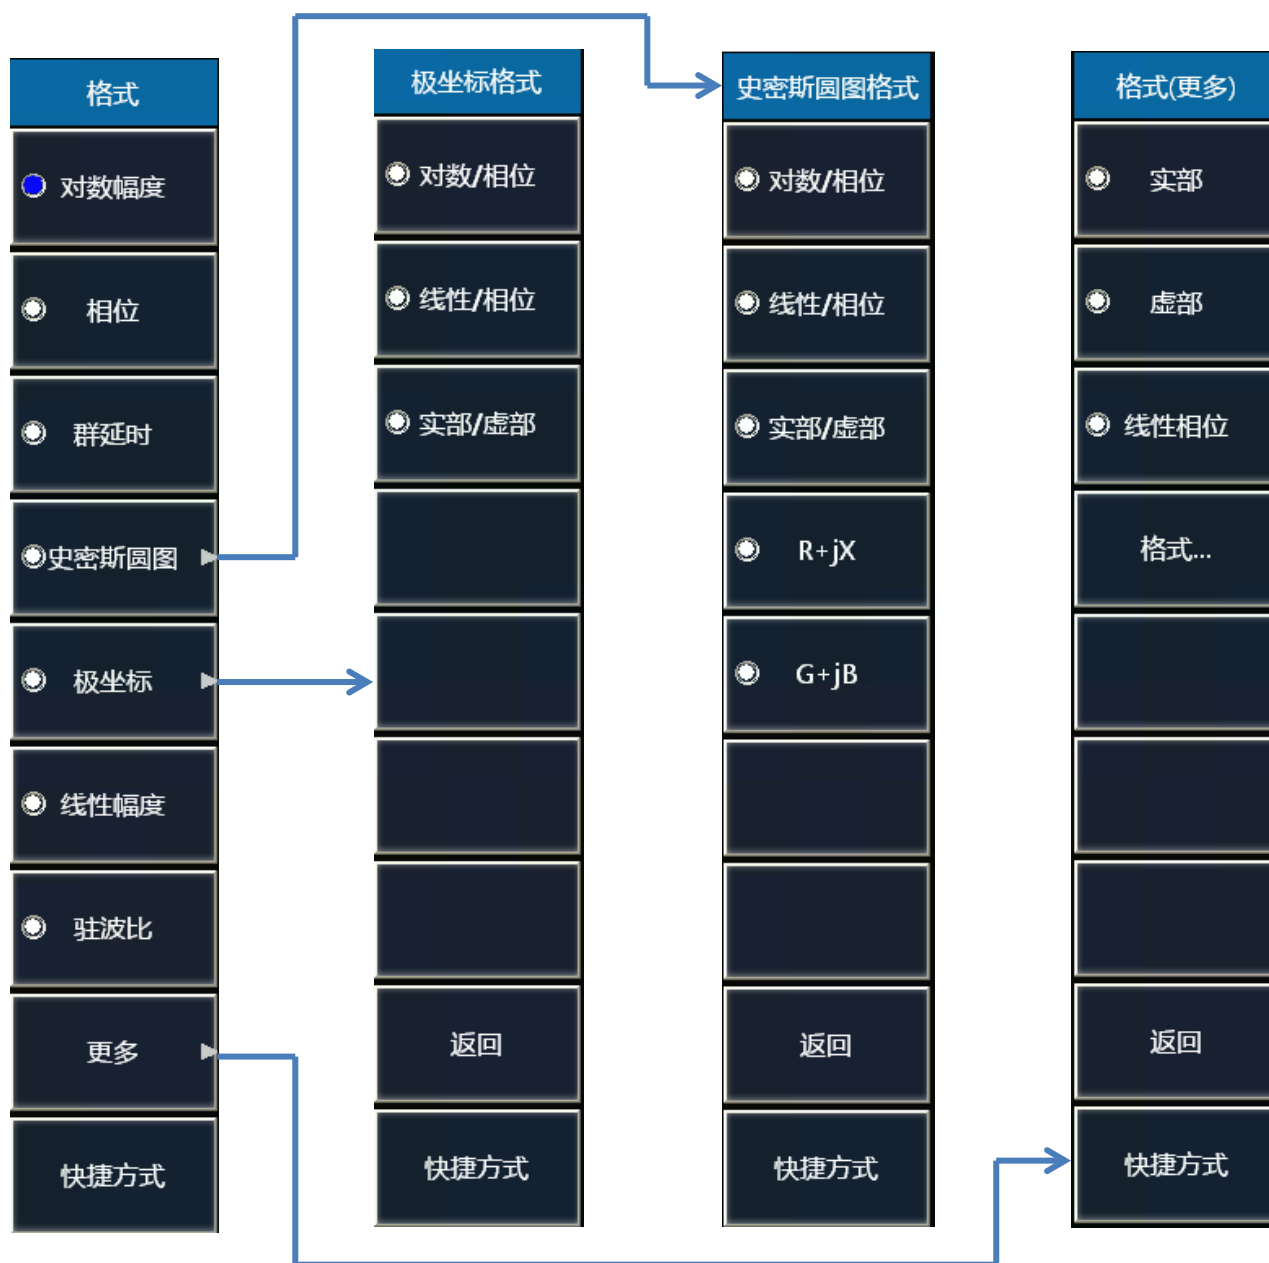 格式
对数幅度
相位
群延时
史密斯圆图
极坐标
线性幅度
驻波比
更多
快捷方式
极坐标格式
对数/相位
线性/相位
实部/虚部
返回
快捷方式
史密斯圆图格式
对数/相位
线性/相位
实部/虚部
R+jX
G+jB
返回
快捷方式
格式(更多)
实部
虚部
线性相位
格式...
返回
快捷方式